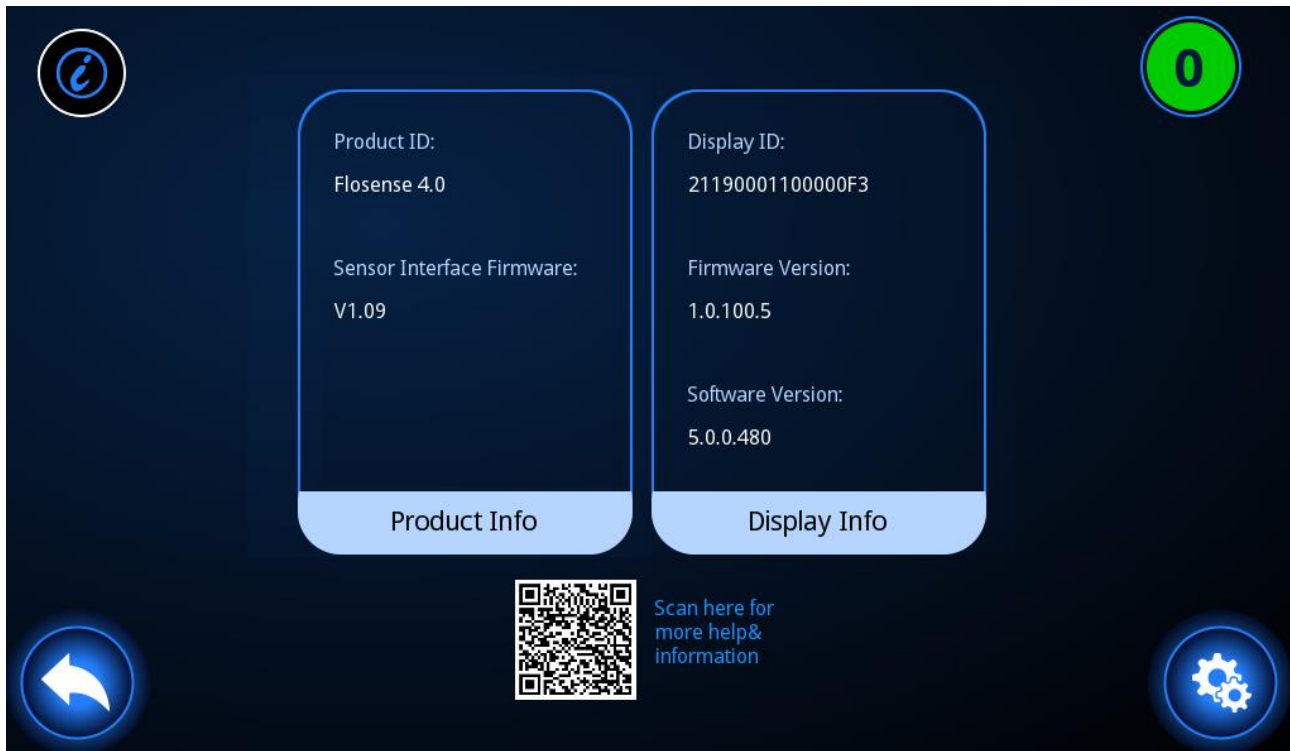 i
0
Product ID:
Flosense 4.0
Sensor Interface Firmware:
V1.09
Product Info
Display ID:
21190001100000F3
Firmware Version:
1.0.100.5
Software Version:
5.0.0.480
Display Info
Scan here for
more help&
information